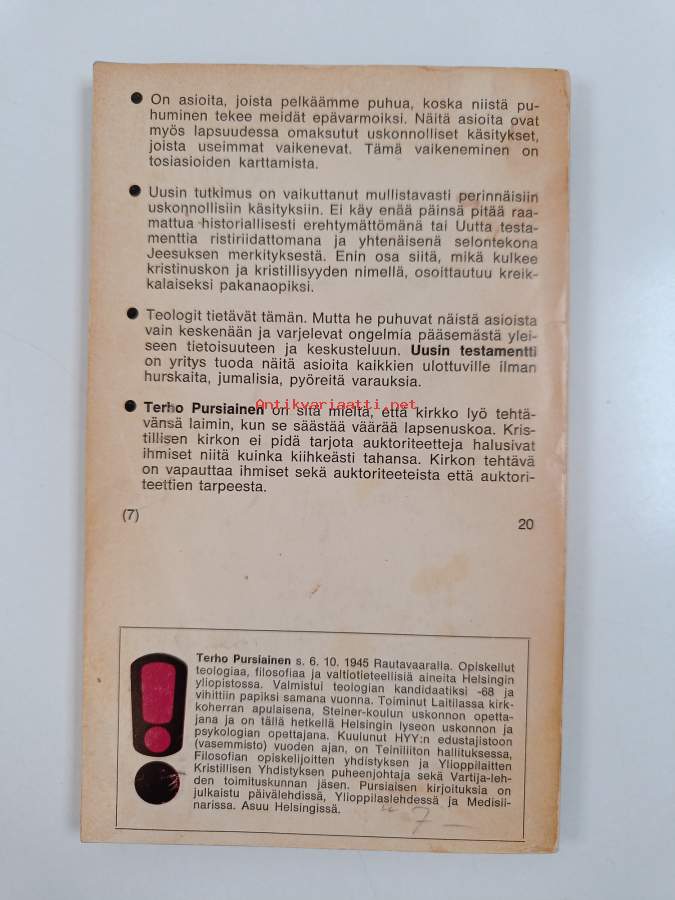 ● On asioita, joista pelkäämme puhua, koska niistä pu-
huminen tekee meidät epävarmoiksi. Näitä asioita ovat
myös lapsuudessa omaksutut uskonnolliset käsitykset,
joista useimmat vaikenevat. Tämä vaikeneminen on
tosiasioiden karttamista.
● Uusin tutkimus on vaikuttanut mullistavasti perinnäisiin
uskonnollisiin käsityksiin. Ei käy enää päinsä pitää raa-
mattua historiallisesti erehtymättömänä tai Uutta testa-
menttia ristiriidattomana ja yhtenäisenä selontekona
Jeesuksen merkityksestä. Enin osa siitä, mikä kulkee
kristinuskon ja kristillisyyden nimellä, osoittautuu kreik-
kalaiseksi pakanaopiksi.
● Teologit tietävät tämän. Mutta he puhuvat näistä asioista
vain keskenään ja varjelevat ongelmia pääsemästä ylei-
seen tietoisuuteen ja keskusteluun. Uusin testamentti
on yritys tuoda näitä asioita kaikkien ulottuville ilman
hurskaita, jumalisia, pyöreitä varauksia.
Antikvariaatti.net
● Terho Pursiainen on sitä mieltä, että kirkko lyö tehtä-
vänsä laimin, kun se säästää väärää lapsenuskoa. Kris-
tillisen kirkon ei pidä tarjota auktoriteetteja halusivat
ihmiset niitä kuinka kiihkeästi tahansa. Kirkon tehtävä
on vapauttaa ihmiset sekä auktoriteeteista että auktori-
teettien tarpeesta.
(7)
20
Terho Pursiainen s. 6. 10. 1945 Rautavaaralla. Opiskellut
teologiaa, filosofiaa ja valtiotieteellisiä aineita Helsingin
yliopistossa. Valmistui teologian kandidaatiksi -68 ja
vihittiin papiksi samana vuonna. Toiminut Laitilassa kirk-
koherran apulaisena, Steiner-koulun uskonnon opetta-
jana ja on tällä hetkellä Helsingin lyseon uskonnon ja
psykologian opettajana. Kuulunut HYY:n edustajistoon
(vasemmisto) vuoden ajan, on Teiniliiton hallituksessa,
Filosofian opiskelijoitten yhdistyksen ja Ylioppilaitten
Kristillisen Yhdistyksen puheenjohtaja sekä Vartija-leh-
den toimituskunnan jäsen. Pursiaisen kirjoituksia on
julkaistu päivälehdissä, Ylioppilaslehdessä ja Medisii-
narissa. Asuu Helsingissä.
7 –